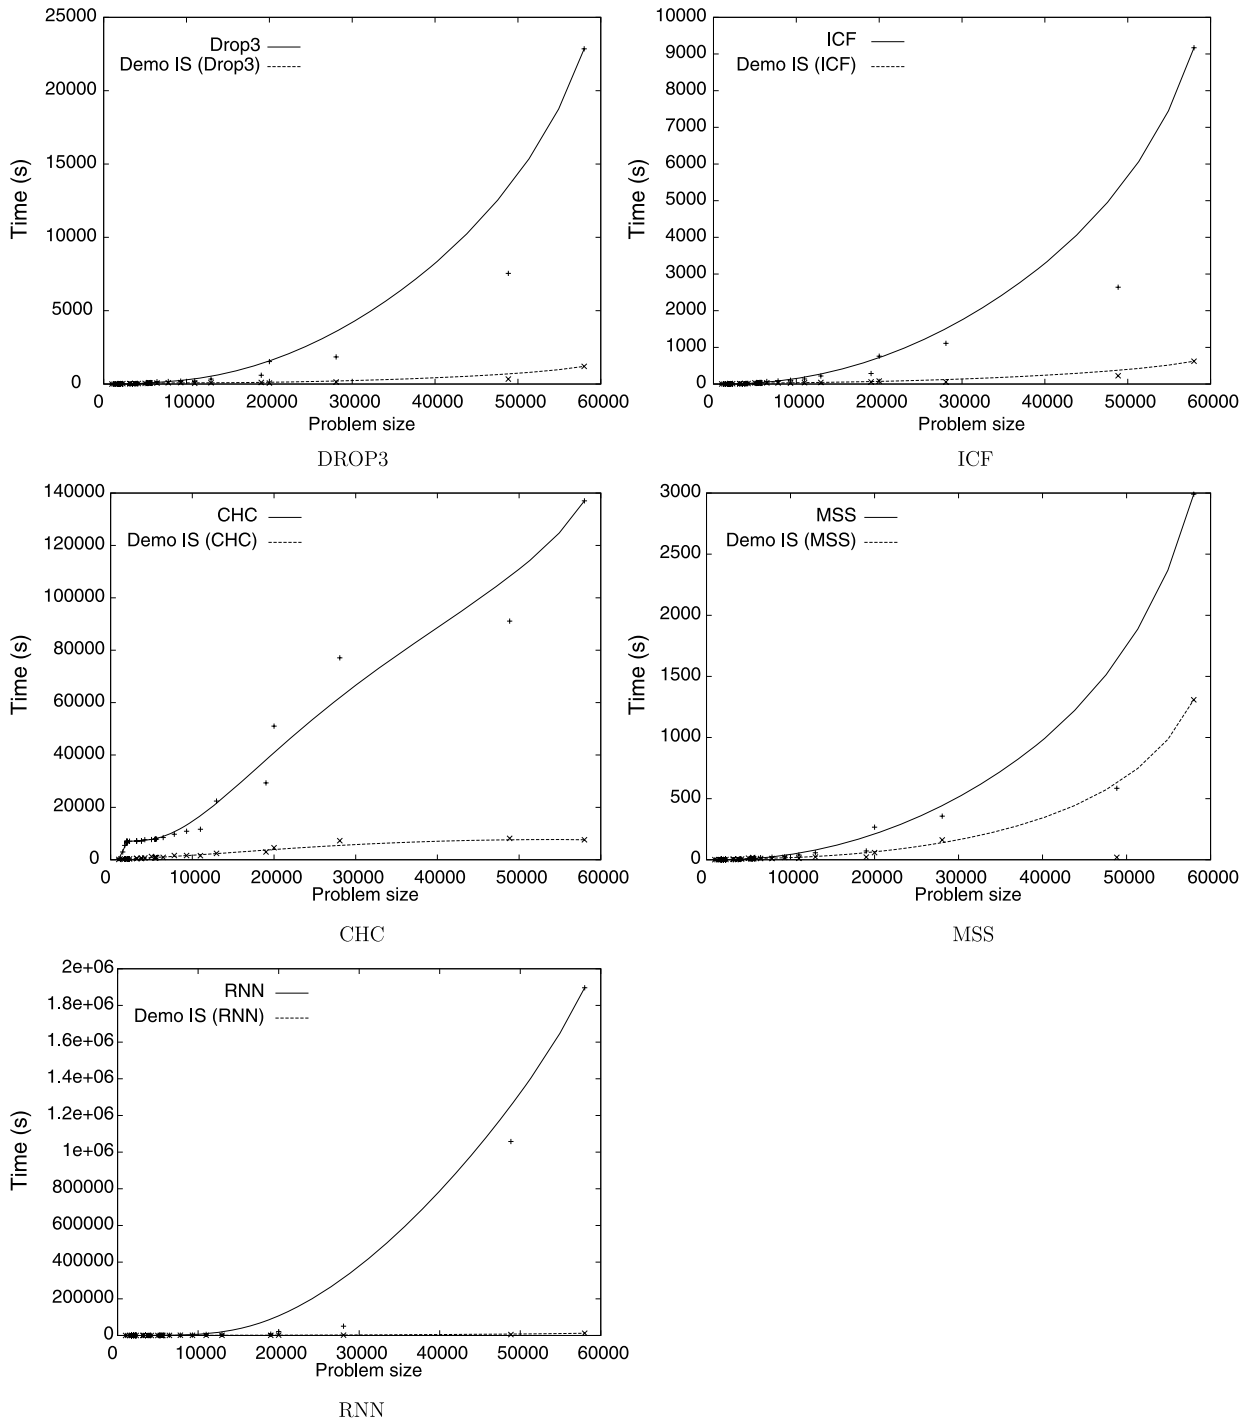 25000
20000
15000
10000
5000
0
Time (s)
Drop3
Demo IS (Drop3)
0 10000 20000 30000 40000 50000 60000
Problem size
DROP3
10000
9000
8000
7000
6000
5000
4000
3000
2000
1000
0
Time (s)
ICF
Demo IS (ICF)
0 10000 20000 30000 40000 50000 60000
Problem size
ICF
140000
120000
100000
80000
60000
40000
20000
0
Time (s)
CHC
Demo IS (CHC)
0 10000 20000 30000 40000 50000 60000
Problem size
CHC
3000
2500
2000
1500
1000
500
0
Time (s)
MSS
Demo IS (MSS)
0 10000 20000 30000 40000 50000 60000
Problem size
MSS
2e+06
1.8e+06
1.6e+06
1.4e+06
1.2e+06
1e+06
800000
600000
400000
200000
0
Time (s)
RNN
Demo IS (RNN)
0 10000 20000 30000 40000 50000 60000
Problem size
RNN